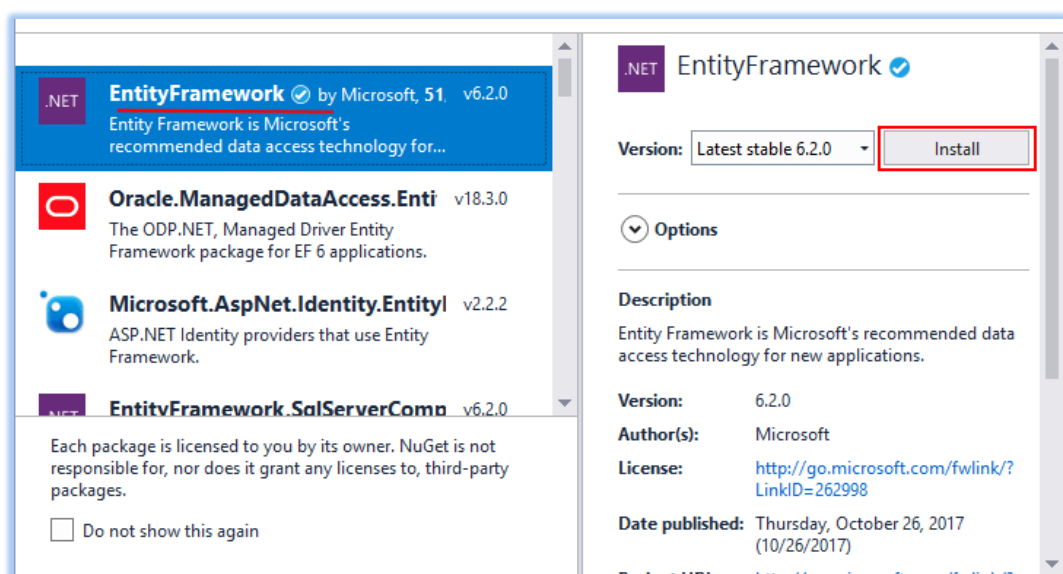 .NET
EntityFramework by Microsoft, 51, v6.2.0
Entity Framework is Microsoft's
recommended data access technology for...
Oracle.ManagedDataAccess.Enti v18.3.0
The ODP.NET, Managed Driver Entity
Framework package for EF 6 applications.
Microsoft.AspNet.Identity.Entity v2.2.2
ASP.NET Identity providers that use Entity
Framework.
.NET
EntityFramework.SqlServerComp v6.2.0
Each package is licensed to you by its owner. NuGet is not
responsible for, nor does it grant any licenses to, third-party
packages.
Do not show this again
.NET
EntityFramework
Version: Latest stable 6.2.0 Install
Options
Description
Entity Framework is Microsoft's recommended data
access technology for new applications.
Version: 6.2.0
Author(s): Microsoft
License: http://go.microsoft.com/fwlink/?
LinkID=262998
Date published: Thursday, October 26, 2017
(10/26/2017)